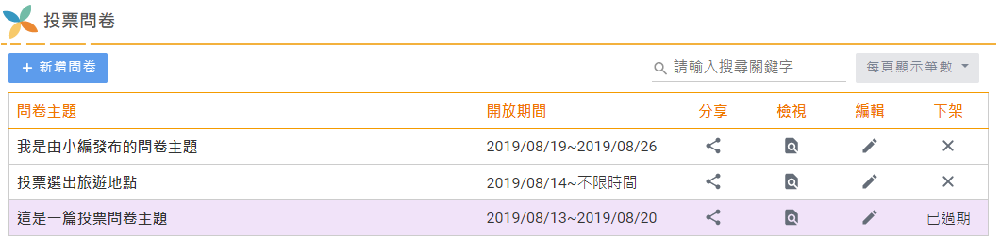 投票問卷
+ 新增問卷 請輸入搜尋關鍵字 每頁顯示筆數
問卷主題 開放期間 分享 檢視 編輯 下架
我是由小編發布的問卷主題 2019/08/19~2019/08/26
投票選出旅遊地點 2019/08/14~不限時間
這是一篇投票問卷主題 2019/08/13~2019/08/20 已過期